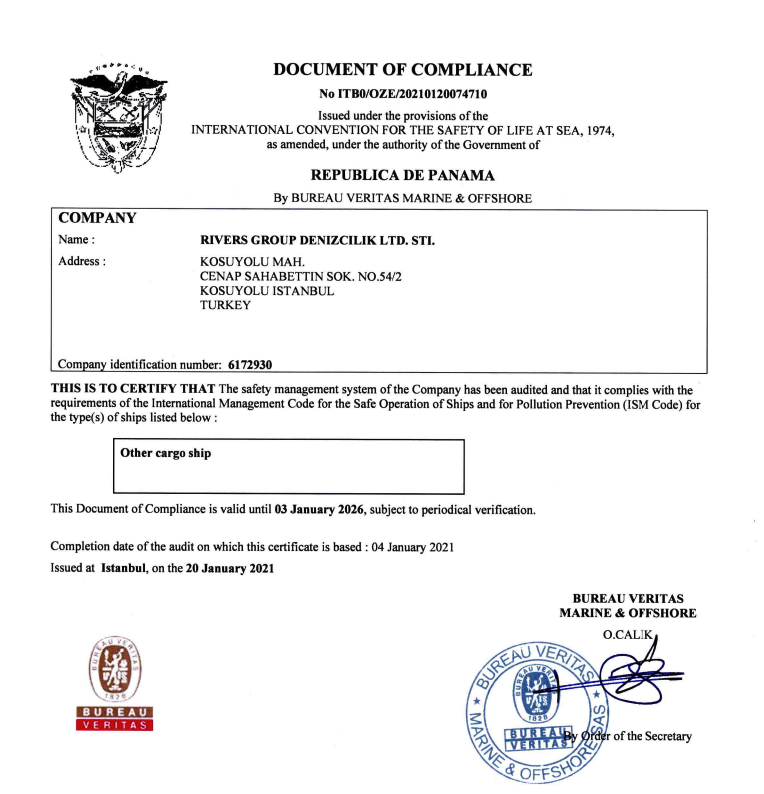 DOCUMENT OF COMPLIANCE
No ITB0/OZE/20210120074710
Issued under the provisions of the
INTERNATIONAL CONVENTION FOR THE SAFETY OF LIFE AT SEA, 1974,
as amended, under the authority of the Government of
REPUBLICA DE PANAMA
By BUREAU VERITAS MARINE & OFFSHORE
COMPANY
Name : RIVERS GROUP DENIZCILIK LTD. STI.
Address : KOSUYOLU MAH.
CENAP SAHABETTIN SOK. NO.54/2
KOSUYOLU ISTANBUL
TURKEY
Company identification number: 6172930
THIS IS TO CERTIFY THAT The safety management system of the Company has been audited and that it complies with the
requirements of the International Management Code for the Safe Operation of Ships and for Pollution Prevention (ISM Code) for
the type(s) of ships listed below :
Other cargo ship
This Document of Compliance is valid until 03 January 2026, subject to periodical verification.
Completion date of the audit on which this certificate is based : 04 January 2021
Issued at Istanbul, on the 20 January 2021
BUREAU VERITAS
MARINE & OFFSHORE
O.CALIK
BUREAU VERITAS
1828
BUREAU
VERITAS
BUREAU VERITAS
MARINE & OFFSHORE SAS
BUREAU VERITAS
1828
BUREAU
VERITAS
By Order of the Secretary